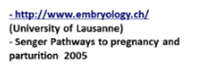 - http://www.embryology.ch/
(University of Lausanne)
- Senger Pathways to pregnancy and
parturition 2005